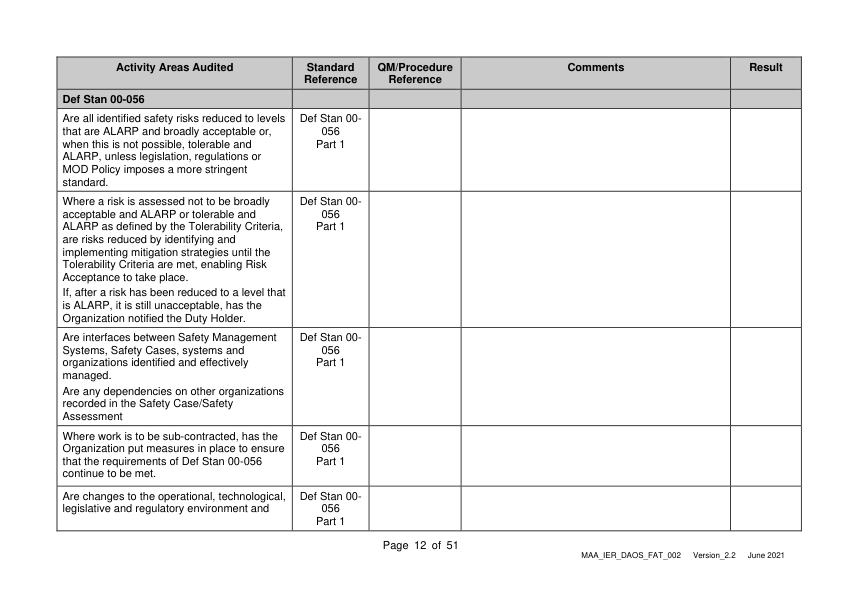 Activity Areas Audited
Standard
Reference
QM/Procedure
Reference
Comments
Result
Def Stan 00-056
Are all identified safety risks reduced to levels
that are ALARP and broadly acceptable or,
when this is not possible, tolerable and
ALARP, unless legislation, regulations or
MOD Policy imposes a more stringent
standard.
Def Stan 00-
056
Part 1
Where a risk is assessed not to be broadly
acceptable and ALARP or tolerable and
ALARP as defined by the Tolerability Criteria,
are risks reduced by identifying and
implementing mitigation strategies until the
Tolerability Criteria are met, enabling Risk
Acceptance to take place.
If, after a risk has been reduced to a level that
is ALARP, it is still unacceptable, has the
Organization notified the Duty Holder.
Def Stan 00-
056
Part 1
Are interfaces between Safety Management
Systems, Safety Cases, systems and
organizations identified and effectively
managed.
Are any dependencies on other organizations
recorded in the Safety Case/Safety
Assessment
Def Stan 00-
056
Part 1
Where work is to be sub-contracted, has the
Organization put measures in place to ensure
that the requirements of Def Stan 00-056
continue to be met.
Def Stan 00-
056
Part 1
Are changes to the operational, technological,
legislative and regulatory environment and
Def Stan 00-
056
Part 1
Page 12 of 51
MAA_IER_DAOS_FAT_002 Version_2.2 June 2021